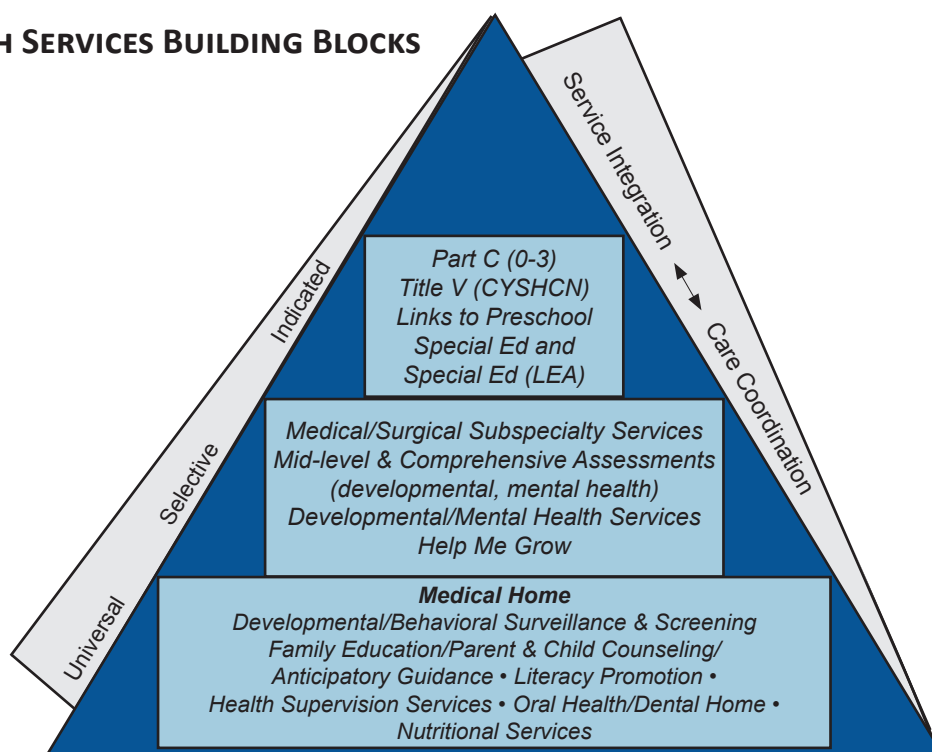 H SERVICES BUILDING BLOCKS
Service Integration ↔ Care Coordination
Indicated
Selective
Universal
Part C (0-3)
Title V (CYSHCN)
Links to Preschool
Special Ed and
Special Ed (LEA)
Medical/Surgical Subspecialty Services
Mid-level & Comprehensive Assessments
(developmental, mental health)
Developmental/Mental Health Services
Help Me Grow
Medical Home
Developmental/Behavioral Surveillance & Screening
Family Education/Parent & Child Counseling/
Anticipatory Guidance • Literacy Promotion •
Health Supervision Services • Oral Health/Dental Home •
Nutritional Services